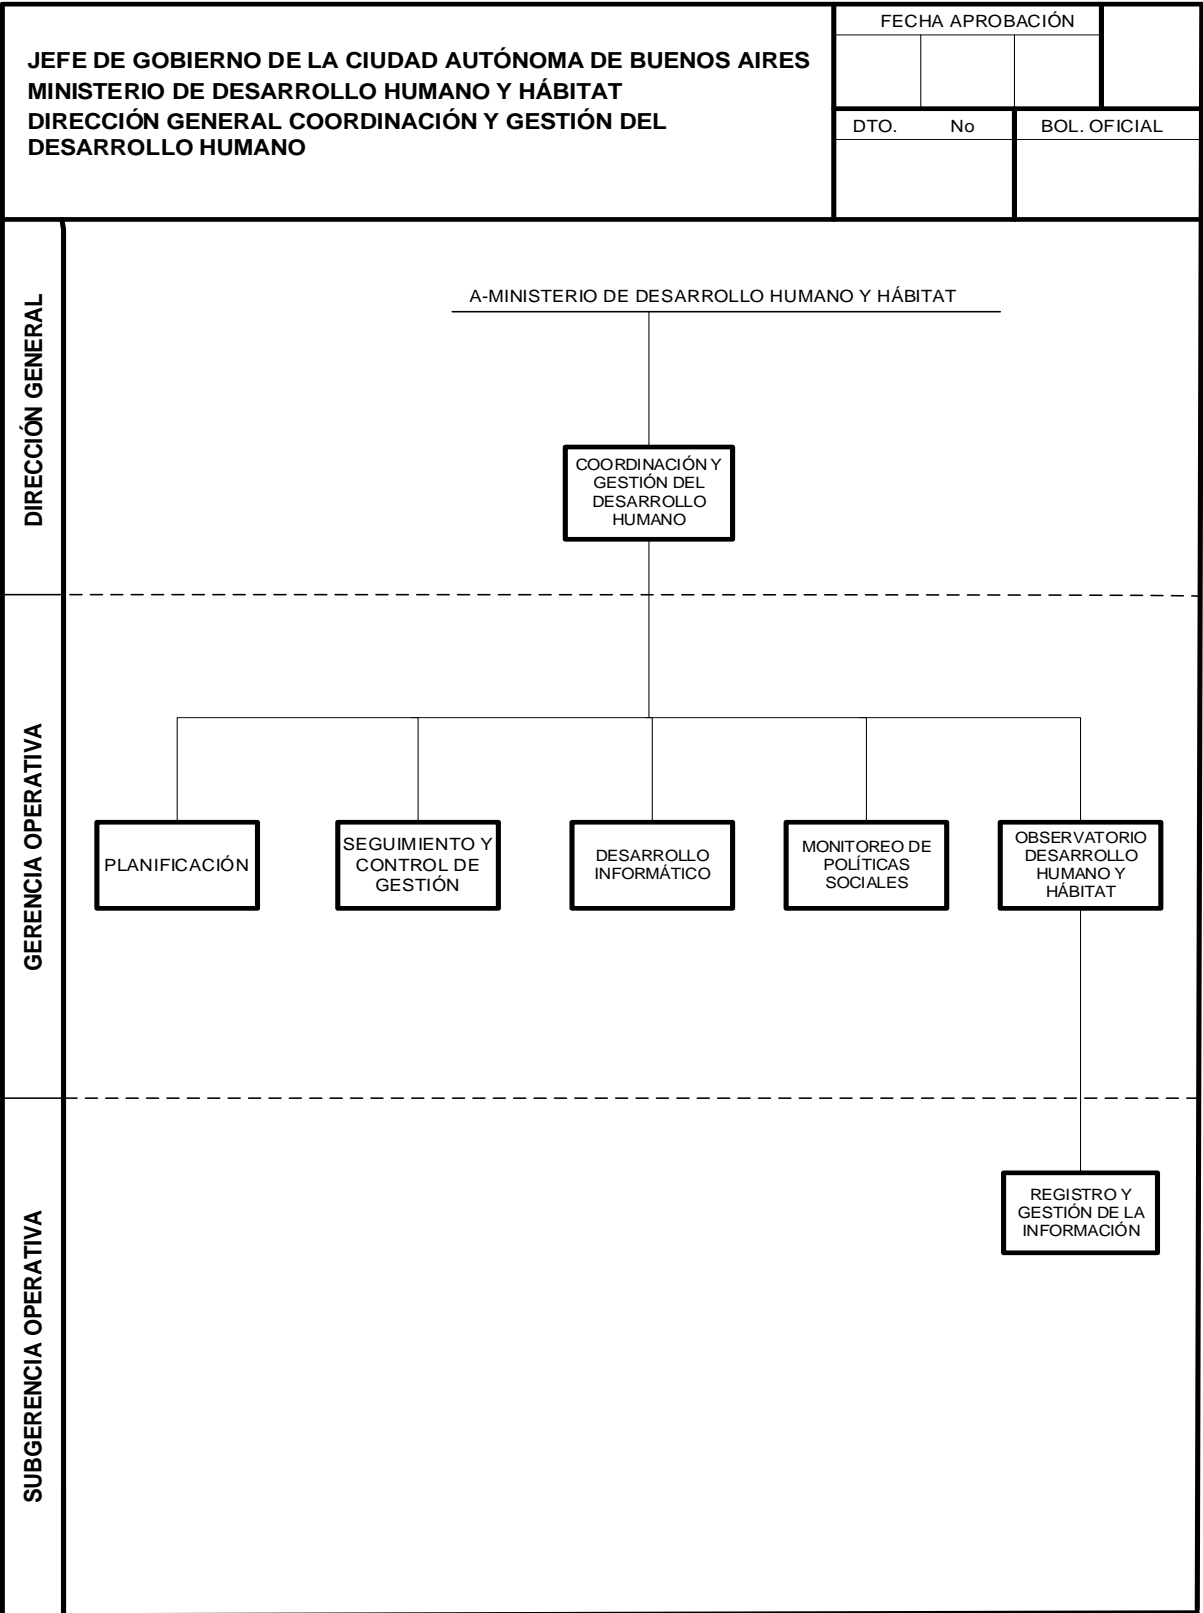 JEFE DE GOBIERNO DE LA CIUDAD AUTÓNOMA DE BUENOS AIRES
MINISTERIO DE DESARROLLO HUMANO Y HÁBITAT
DIRECCIÓN GENERAL COORDINACIÓN Y GESTIÓN DEL
DESARROLLO HUMANO
FECHA APROBACIÓN
DTO. No
BOL. OFICIAL
DIRECCIÓN GENERAL
A-MINISTERIO DE DESARROLLO HUMANO Y HÁBITAT
COORDINACIÓN Y
GESTIÓN DEL
DESARROLLO
HUMANO
GERENCIA OPERATIVA
PLANIFICACIÓN
SEGUIMIENTO Y
CONTROL DE
GESTIÓN
DESARROLLO
INFORMÁTICO
MONITOREO DE
POLÍTICAS
SOCIALES
OBSERVATORIO
DESARROLLO
HUMANO Y
HÁBITAT
SUBGERENCIA OPERATIVA
REGISTRO Y
GESTIÓN DE LA
INFORMACIÓN